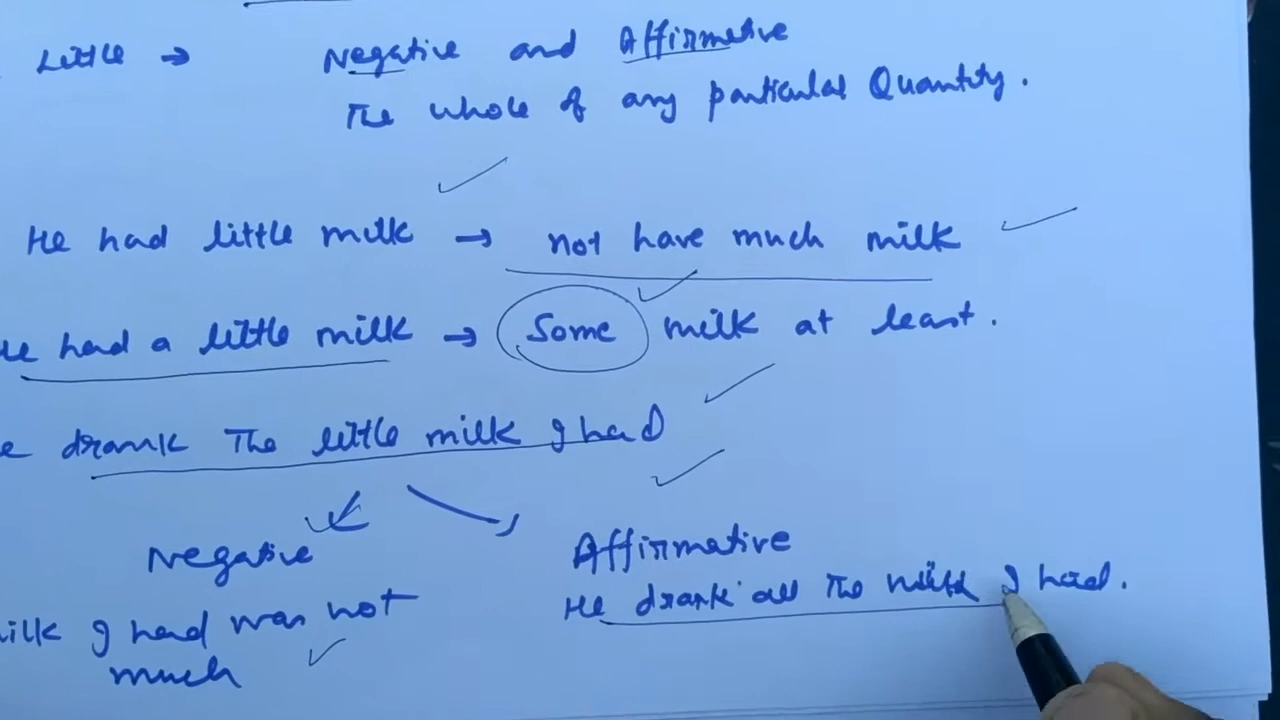 Little → Negative and Affirmative
The whole of any particular Quantity.
He had little milk → not have much milk
He had a little milk → Some milk at least.
drank The little milk I had
Negative Affirmative
milk I had was not
much
He drank all The milk I had.